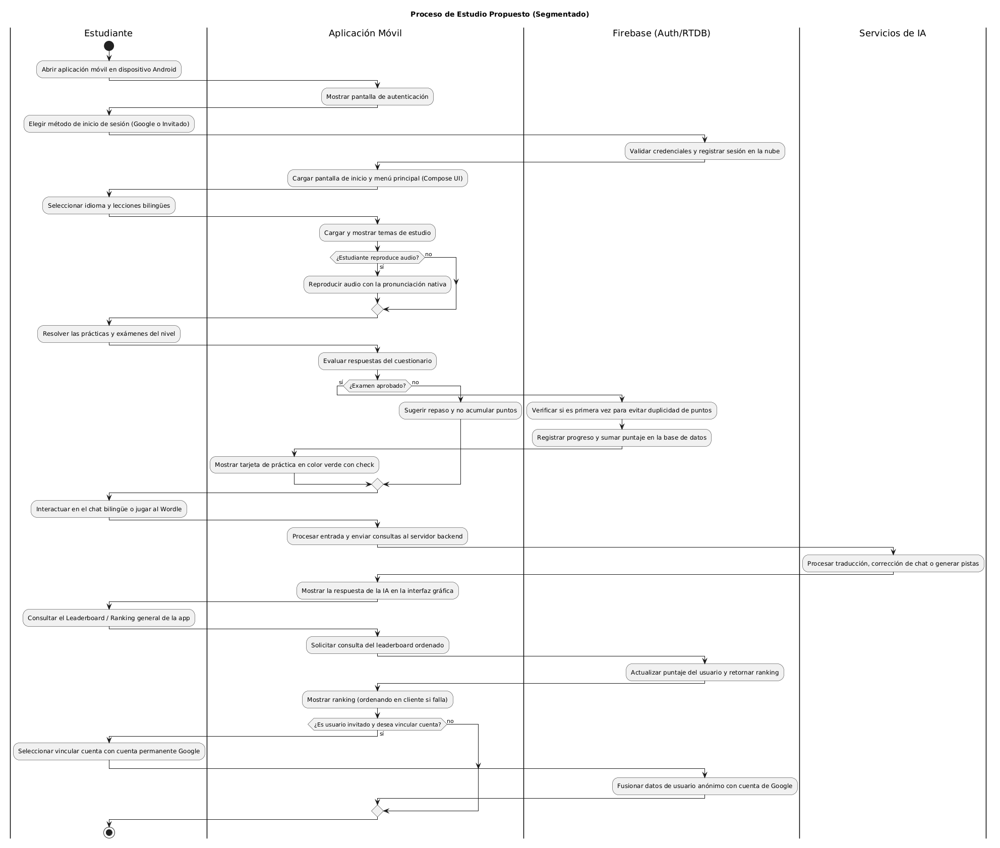 Proceso de Estudio Propuesto (Segmentado)
Estudiante
Aplicación Móvil
Firebase (Auth/RTDB)
Servicios de IA
Abrir aplicación móvil en dispositivo Android
Mostrar pantalla de autenticación
Elegir método de inicio de sesión (Google o Invitado)
Validar credenciales y registrar sesión en la nube
Cargar pantalla de inicio y menú principal (Compose UI)
Seleccionar idioma y lecciones bilingües
Cargar y mostrar temas de estudio
¿Estudiante reproduce audio?
no
sí
Reproducir audio con la pronunciación nativa
Resolver las prácticas y exámenes del nivel
Evaluar respuestas del cuestionario
sí
¿Examen aprobado?
no
Sugerir repaso y no acumular puntos
Verificar si es primera vez para evitar duplicidad de puntos
Registrar progreso y sumar puntaje en la base de datos
Mostrar tarjeta de práctica en color verde con check
Interactuar en el chat bilingüe o jugar al Wordle
Procesar entrada y enviar consultas al servidor backend
Procesar traducción, corrección de chat o generar pistas
Mostrar la respuesta de la IA en la interfaz gráfica
Consultar el Leaderboard / Ranking general de la app
Solicitar consulta del leaderboard ordenado
Actualizar puntaje del usuario y retornar ranking
Mostrar ranking (ordenando en cliente si falla)
¿Es usuario invitado y desea vincular cuenta?
no
sí
Seleccionar vincular cuenta con cuenta permanente Google
Fusionar datos de usuario anónimo con cuenta de Google